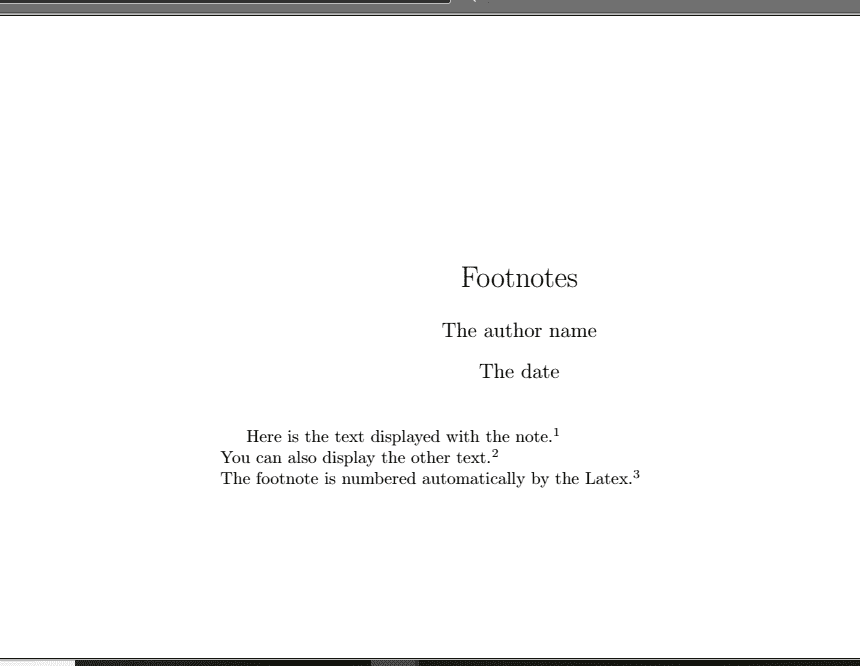 Footnotes
The author name
The date
Here is the text displayed with the note.¹
You can also display the other text.²
The footnote is numbered automatically by the Latex.³